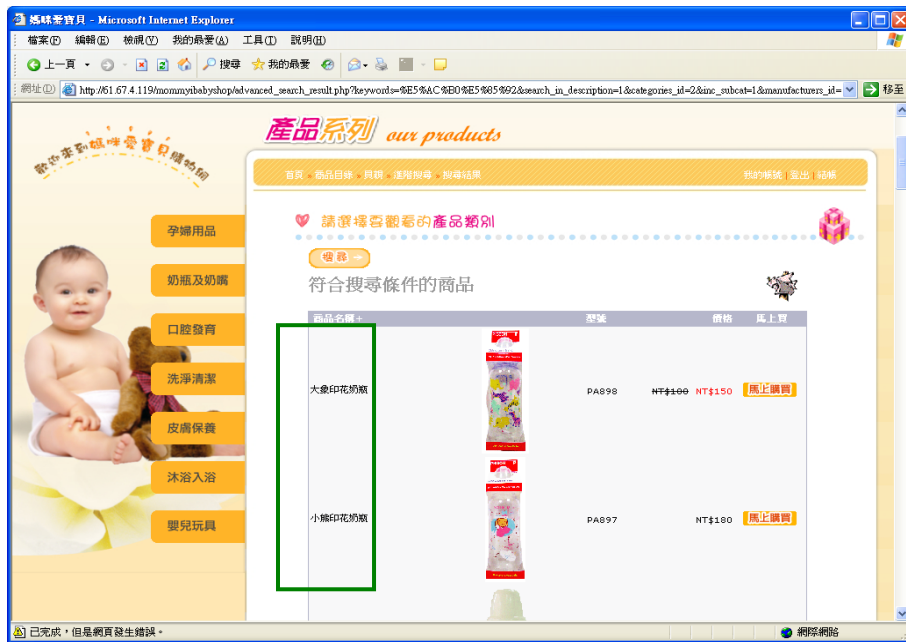 媽咪愛寶貝 - Microsoft Internet Explorer
檔案(F) 編輯(E) 檢視(V) 我的最愛(A) 工具(T) 說明(H)
上一頁 搜尋 我的最愛
網址(D) http://61.67.4.119/mommyibabyshop/advanced_search_result.php?keywords=%E5%AC%B0%E5%85%92&search_in_description=1&categories_id=2&inc_subcat=1&manufacturers_id= 移至
歡迎來到媽咪愛寶貝購物網
產品系列 our products
首頁 » 商品目錄 » 貝親 » 進階搜尋 » 搜尋結果 我的帳號 | 登出 | 結帳
請選擇要觀看的產品類別
孕婦用品
奶瓶及奶嘴
口腔發育
洗淨清潔
皮膚保養
沐浴入浴
嬰兒玩具
搜尋
符合搜尋條件的商品
商品名稱+ 型號 價格 馬上買
大象印花奶瓶 PA898 NT$100 NT$150 馬上購買
小熊印花奶瓶 PA897 NT$180 馬上購買
已完成，但是網頁發生錯誤。 網際網路